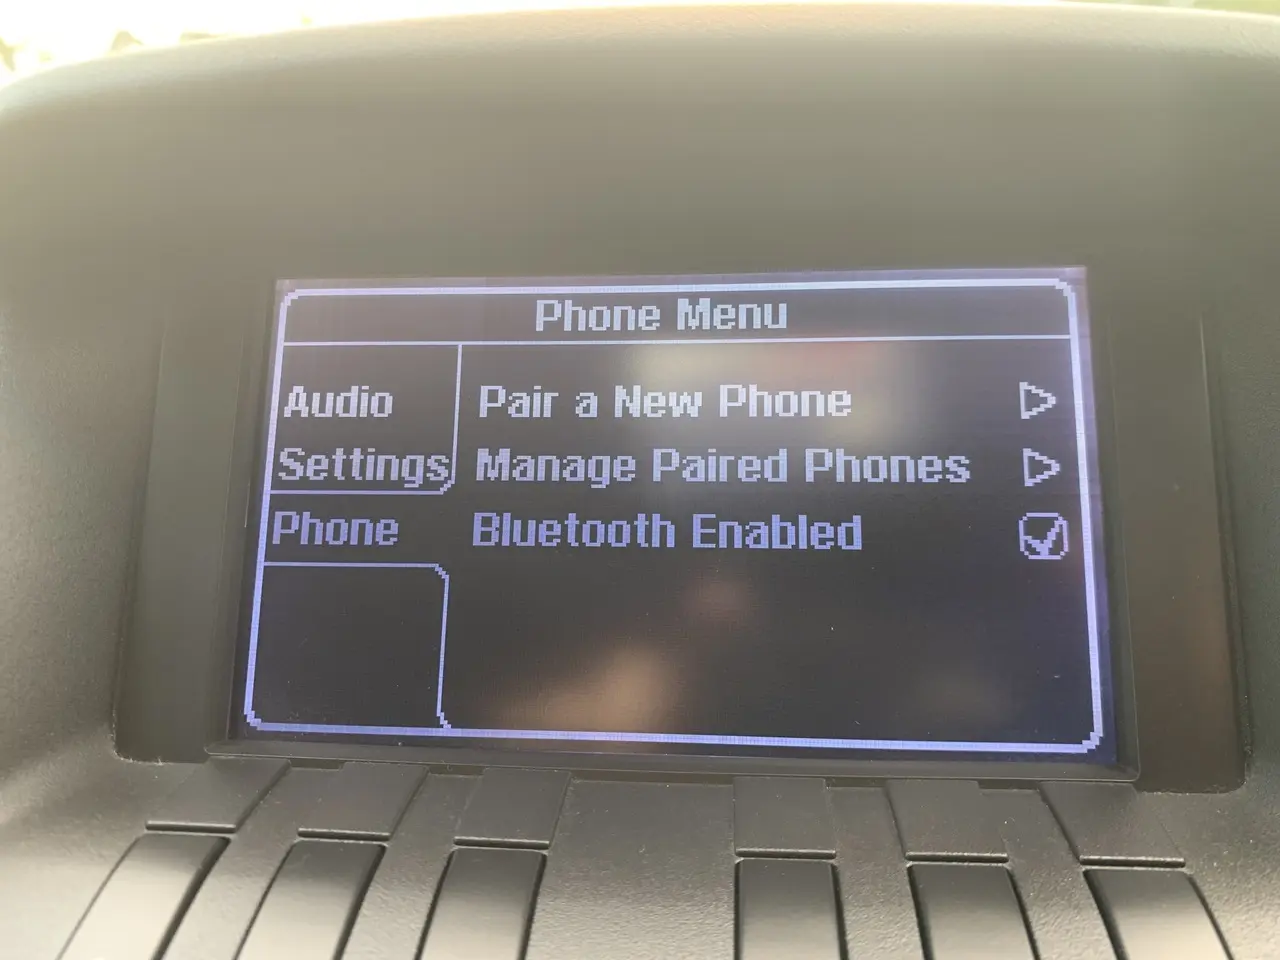 Phone Menu
Audio
Settings
Phone
Pair a New Phone
Manage Paired Phones
Bluetooth Enabled